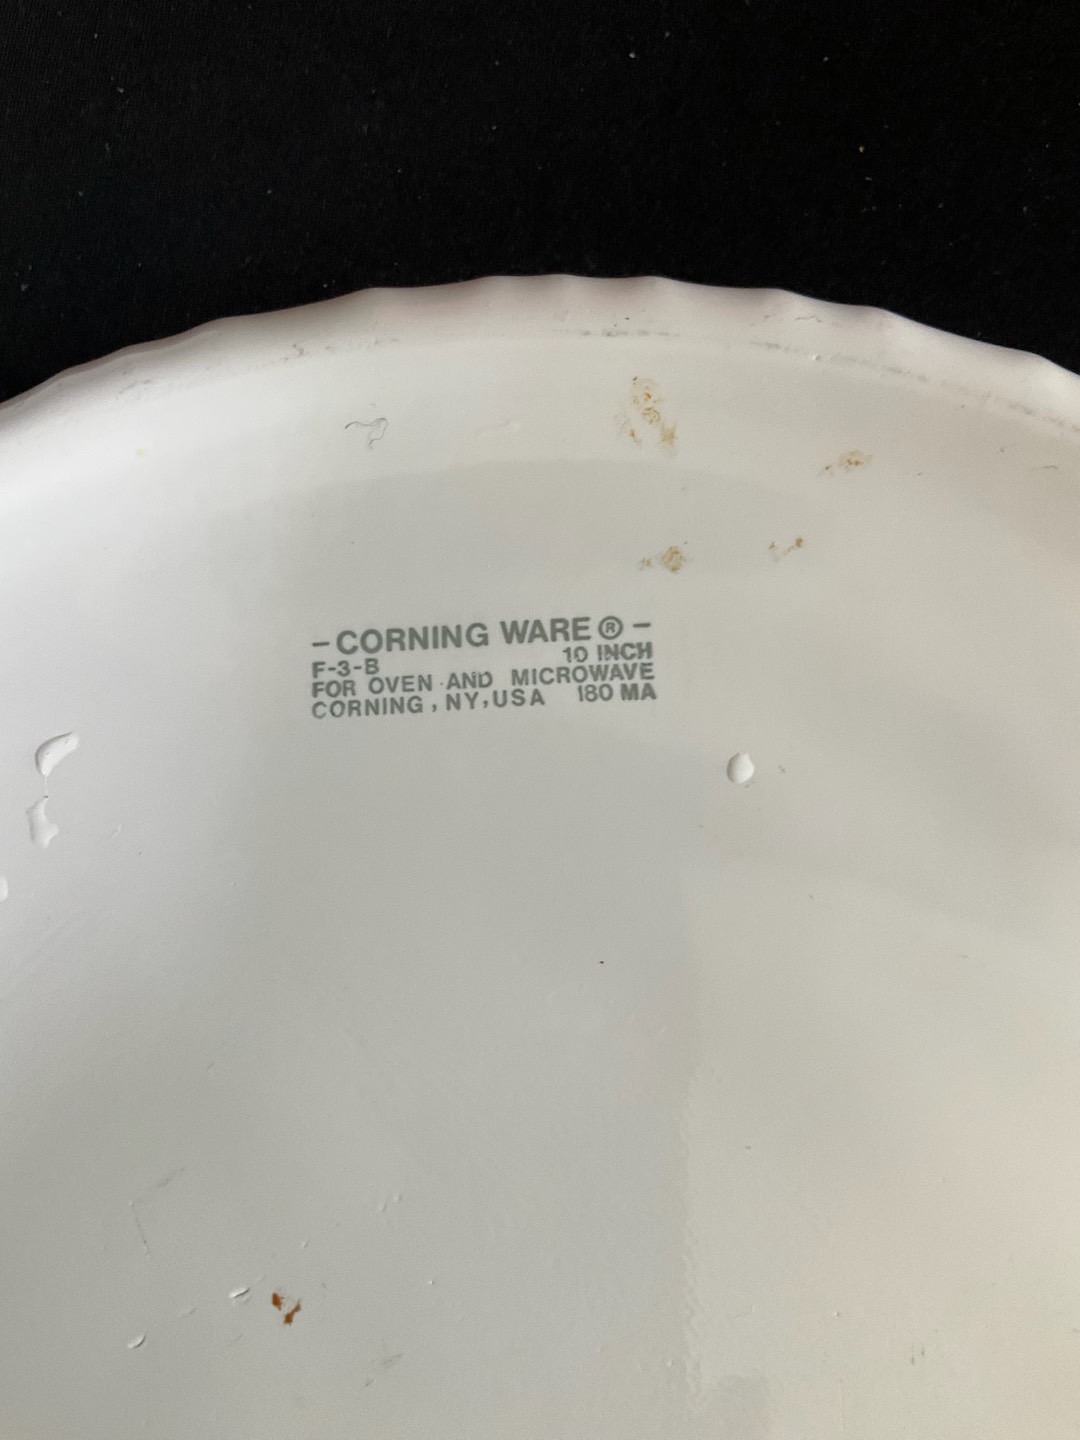 -CORNING WARE®-
F-3-B 10 INCH
FOR OVEN AND MICROWAVE
CORNING, NY, USA 180 MA